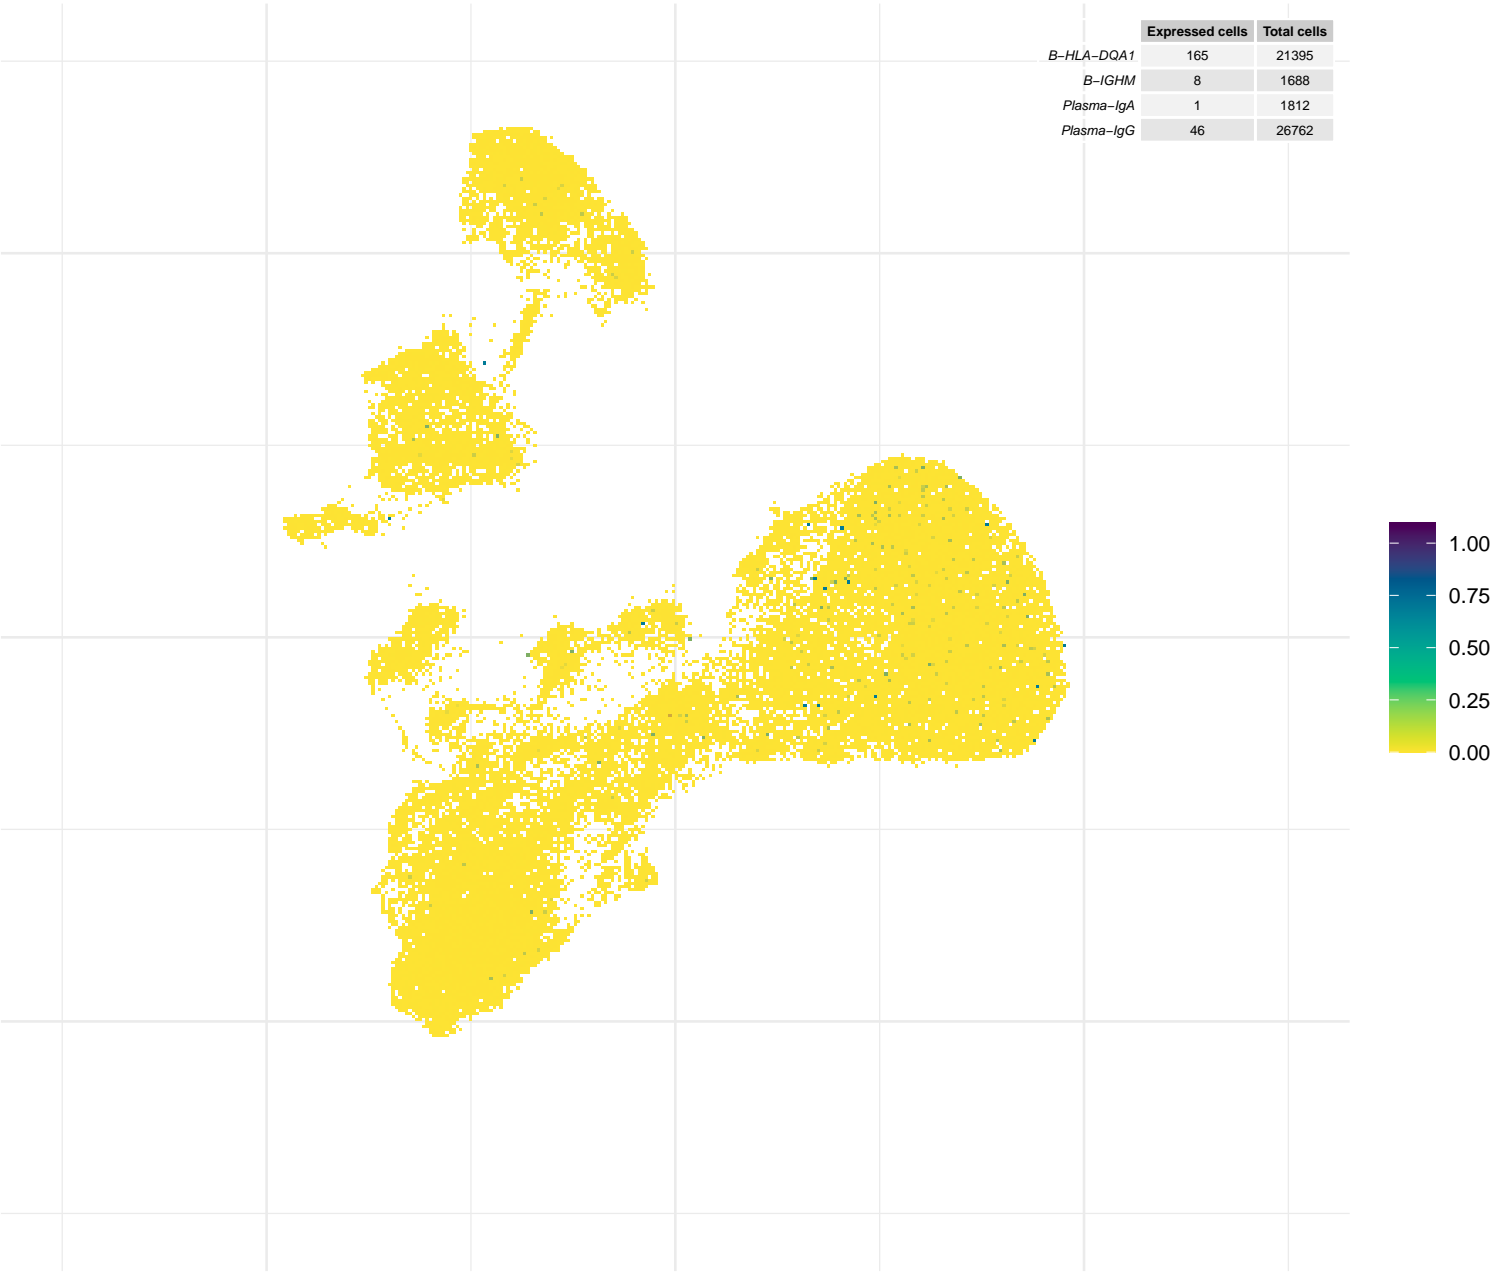 Expressed cells Total cells
B−HLA−DQA1 165 21395
B−IGHM 8 1688
Plasma−IgA 1 1812
Plasma−IgG 46 26762
1.00
0.75
0.50
0.25
0.00